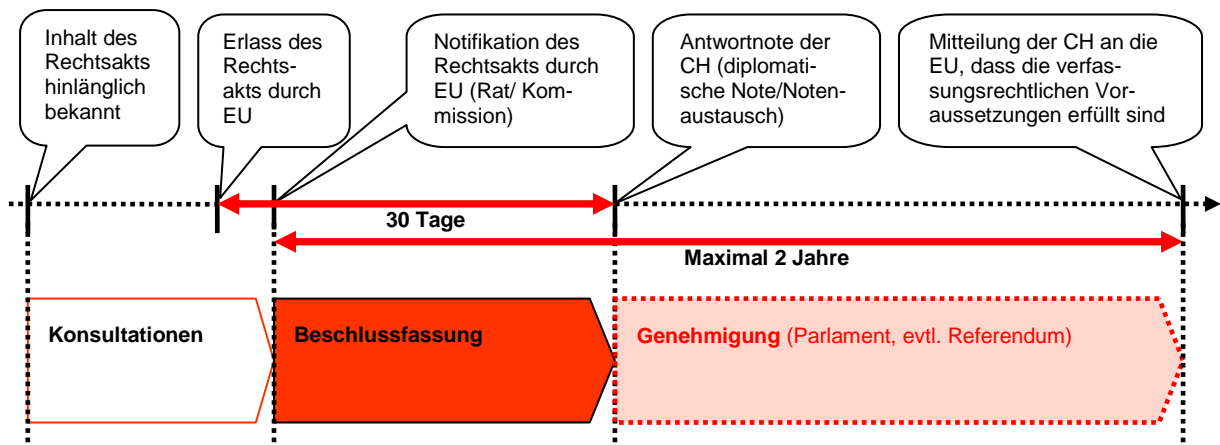 Inhalt des
Rechtsakts
hinlänglich
bekannt
Erlass des
Rechts-
akts durch
EU
Notifikation des
Rechtsakts durch
EU (Rat/ Kom-
mission)
Antwortnote der
CH (diplomati-
sche Note/Noten-
austausch)
Mitteilung der CH an die
EU, dass die verfas-
sungsrechtlichen Vor-
aussetzungen erfüllt sind
30 Tage
Maximal 2 Jahre
Konsultationen
Beschlussfassung
Genehmigung (Parlament, evtl. Referendum)